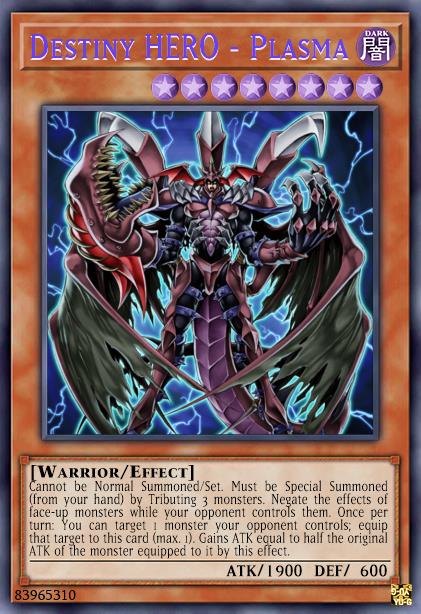 Destiny HERO - Plasma
DARK
闇
[Warrior/Effect]
Cannot be Normal Summoned/Set. Must be Special Summoned
(from your hand) by Tributing 3 monsters. Negate the effects of
face-up monsters while your opponent controls them. Once per
turn: You can target 1 monster your opponent controls; equip
that target to this card (max. 1). Gains ATK equal to half the original
ATK of the monster equipped to it by this effect.
ATK/1900 DEF/ 600
83965310